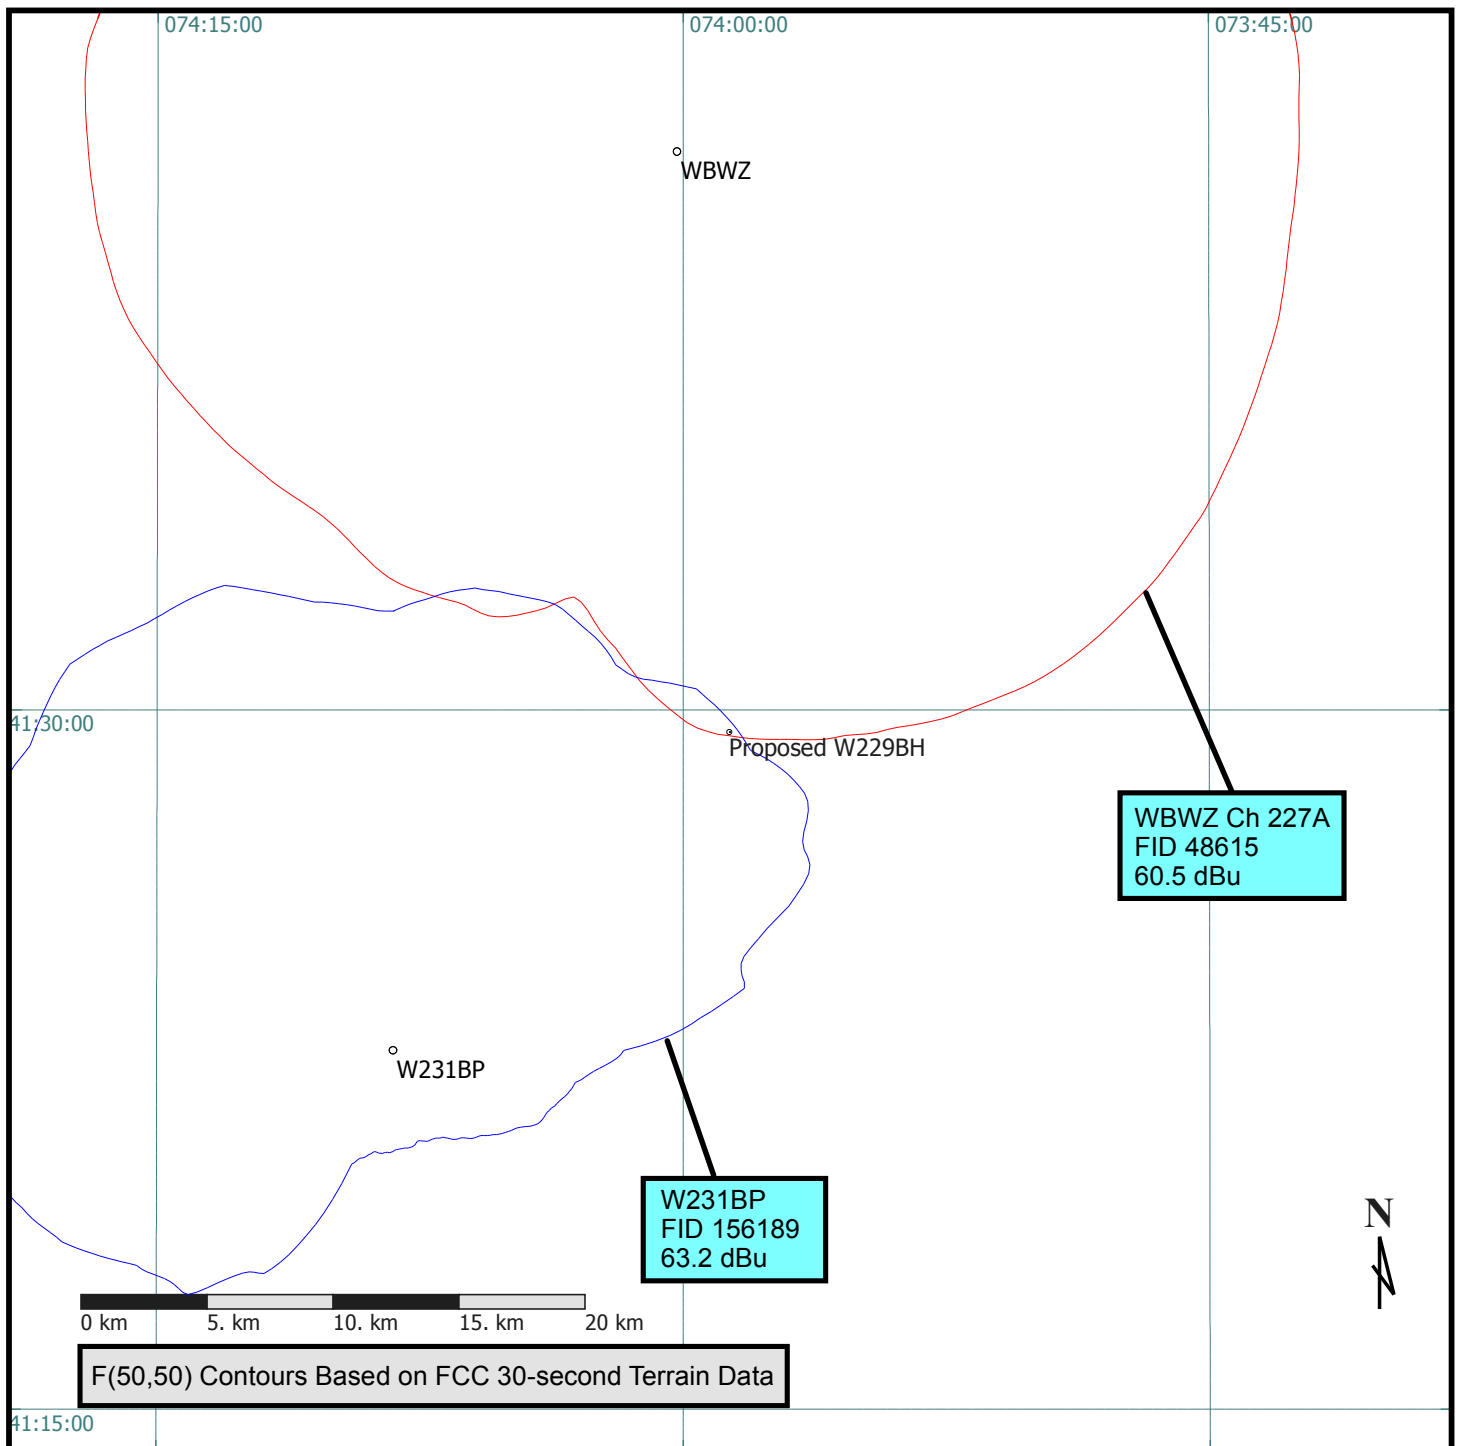 074:15:00
074:00:00
073:45:00
WBWZ
41:30:00
Proposed W229BH
WBWZ Ch 227A
FID 48615
60.5 dBu
W231BP
W231BP
FID 156189
63.2 dBu
N
0 km
5. km
10. km
15. km
20 km
F(50,50) Contours Based on FCC 30-second Terrain Data
41:15:00